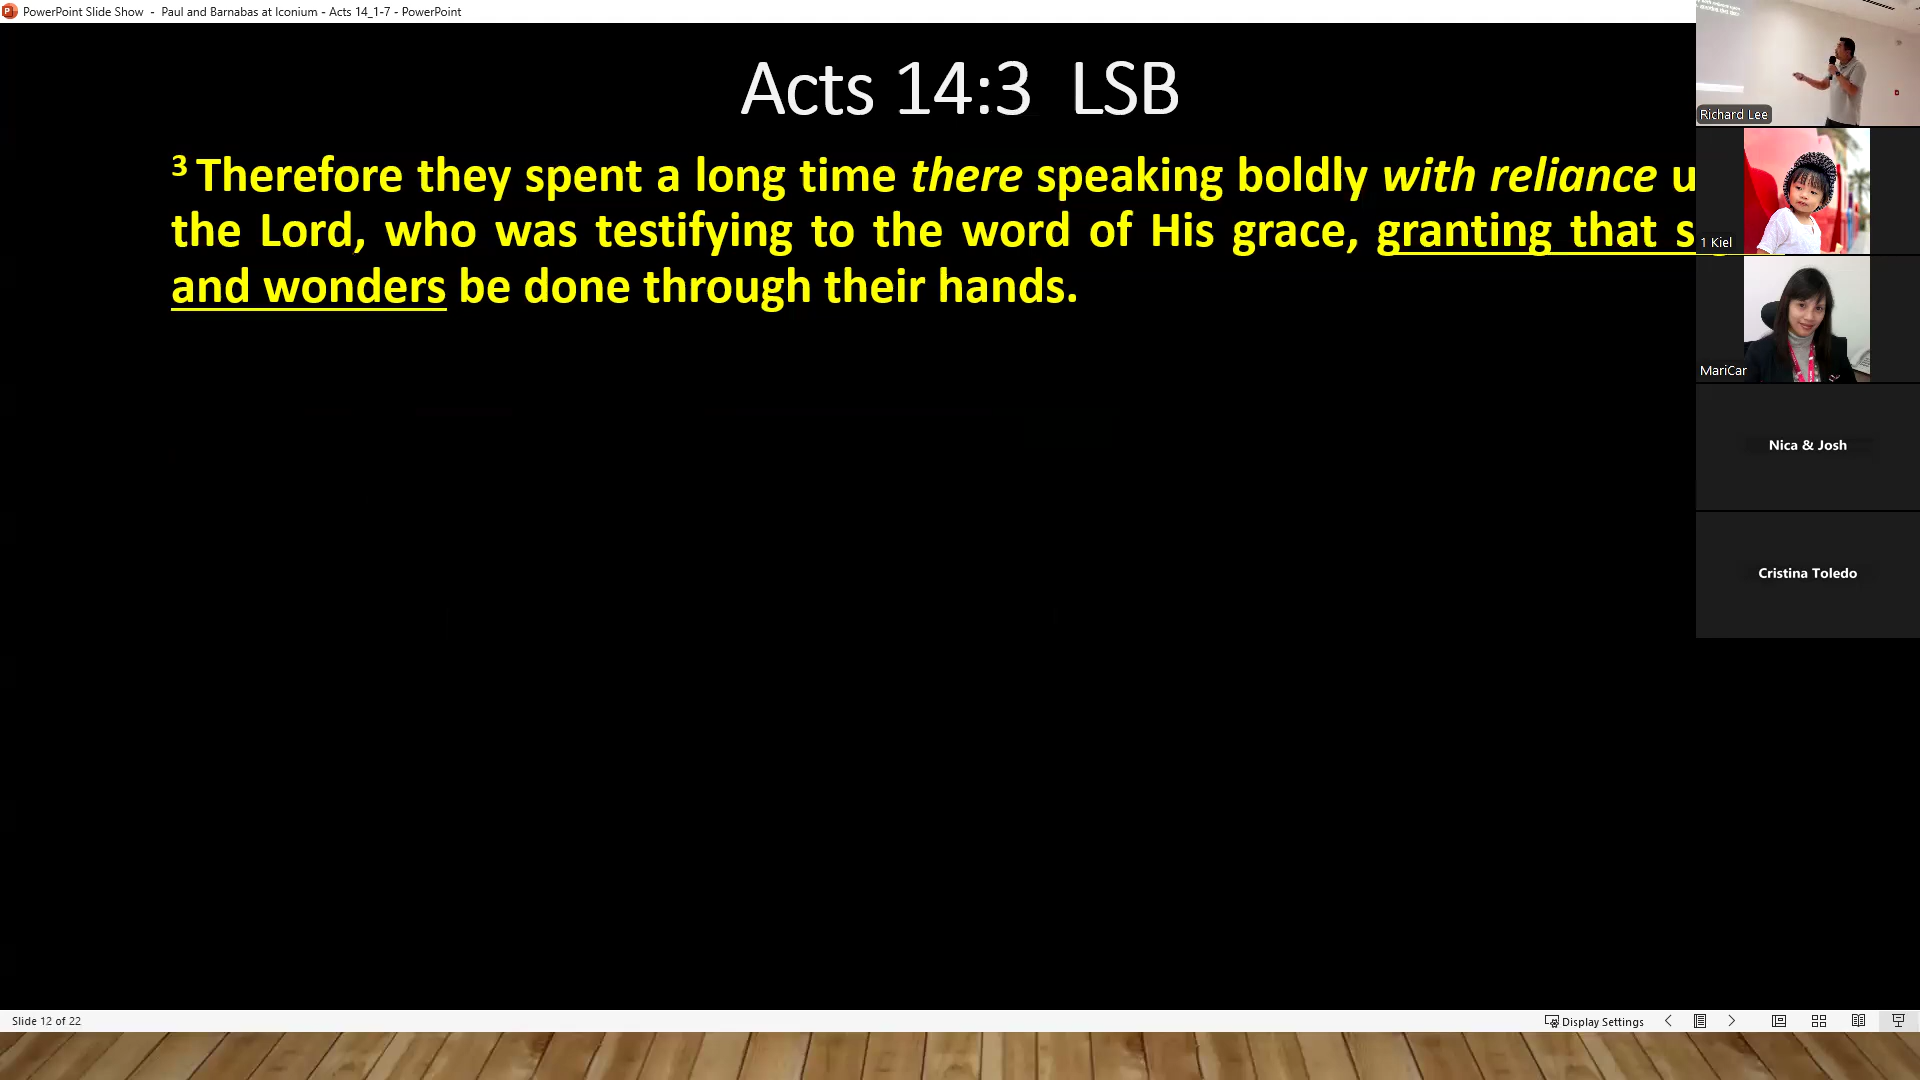 PowerPoint Slide Show - Paul and Barnabas at Iconium - Acts 14_1-7 - PowerPoint
Acts 14:3 LSB
3 Therefore they spent a long time there speaking boldly with reliance u
the Lord, who was testifying to the word of His grace, granting that s
and wonders be done through their hands.
Richard Lee
1 Kiel
MariCar
Nica & Josh
Cristina Toledo
Slide 12 of 22
Display Settings